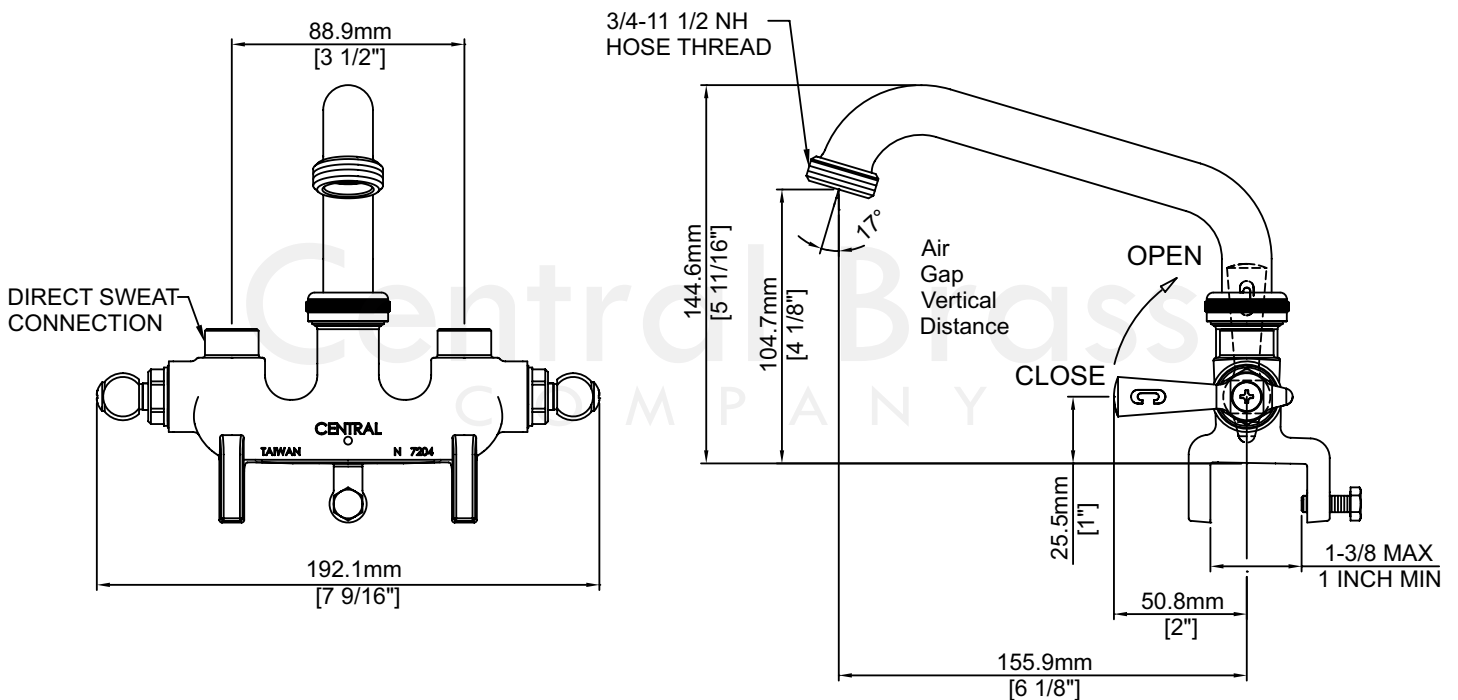 88.9mm
[3 1/2"]
3/4-11 1/2 NH
HOSE THREAD
DIRECT SWEAT
CONNECTION
CENTRAL
TAIWAN N 7204
192.1mm
[7 9/16"]
144.6mm
[5 11/16"]
104.7mm
[4 1/8"]
17°
Air
Gap
Vertical
Distance
OPEN
CLOSE
C
C
25.5mm
[1"]
1-3/8 MAX
1 INCH MIN
50.8mm
[2"]
155.9mm
[6 1/8"]
Central Brass
COMPANY